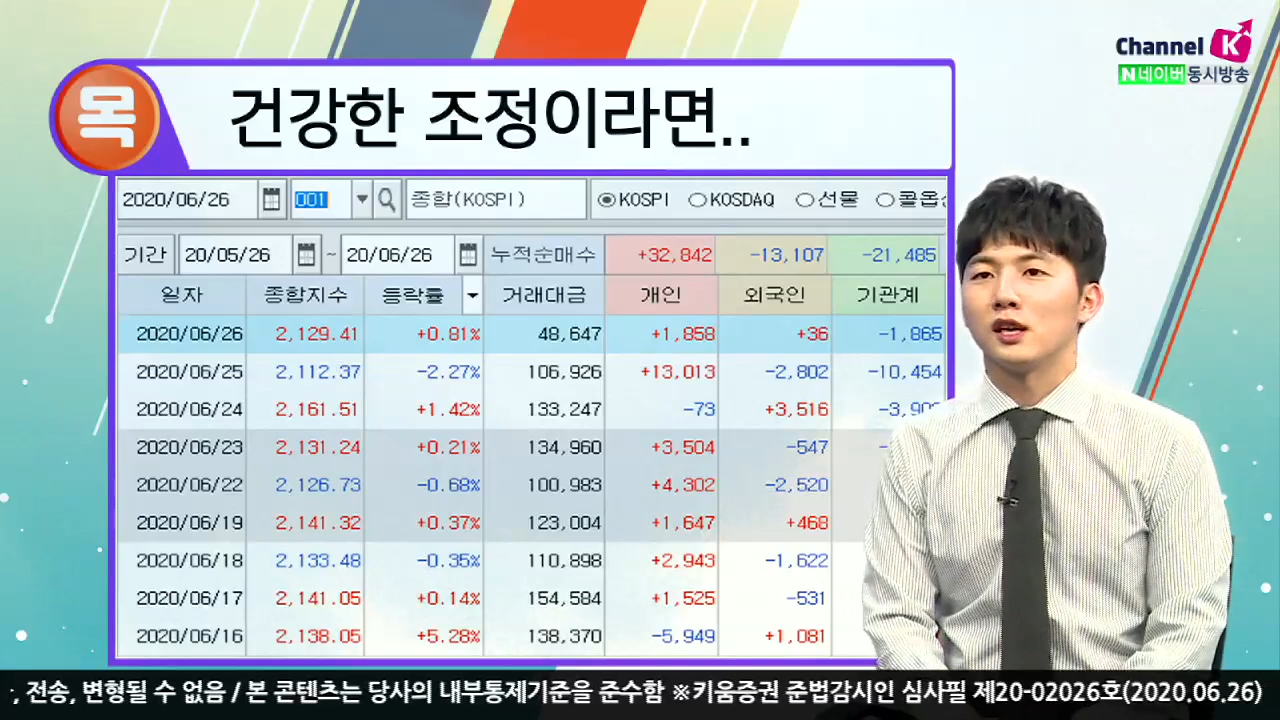 Channel K
N네이버 동시방송
목 건강한 조정이라면..
2020/06/26 001 종합(KOSPI) KOSPI KOSDAQ 선물
기간 20/05/26 ~ 20/06/26 누적순매수 +32,842 -13,107 -21,485
일자 종합지수 등락률 거래대금 개인 외국인 기관계
2020/06/26 2,129.41 +0.81% 48,647 +1,858 +36 -1,865
2020/06/25 2,112.37 -2.27% 106,926 +13,013 -2,802 -10,454
2020/06/24 2,161.51 +1.42% 133,247 -73 +3,516
2020/06/23 2,131.24 +0.21% 134,960 +3,504 -547
2020/06/22 2,126.73 -0.68% 100,983 +4,302 -2,520
2020/06/19 2,141.32 +0.37% 123,004 +1,647 +468
2020/06/18 2,133.48 -0.35% 110,898 +2,943 -1,622
2020/06/17 2,141.05 +0.14% 154,584 +1,525 -531
2020/06/16 2,138.05 +5.28% 138,370 -5,949 +1,081
전송, 변형될 수 없음 / 본 콘텐츠는 당사의 내부통제기준을 준수함 ※키움증권 준법감시인 심사필 제20-02026호(2020.06.26)